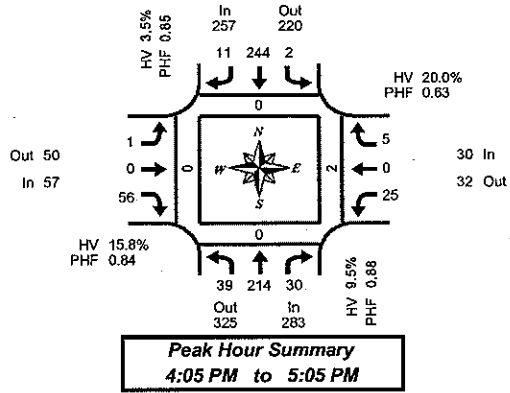 In Out
257 220
HV 3.5%
PHF 0.85
11 244 2
HV 20.0%
PHF 0.63
0
Out 50
In 57
1
0
56
0
N
W E
S
2
5
0
25
30 In
32 Out
0
HV 15.8%
PHF 0.84
39 214 30
HV 9.5%
PHF 0.88
Out In
325 283
Peak Hour Summary
4:05 PM to 5:05 PM